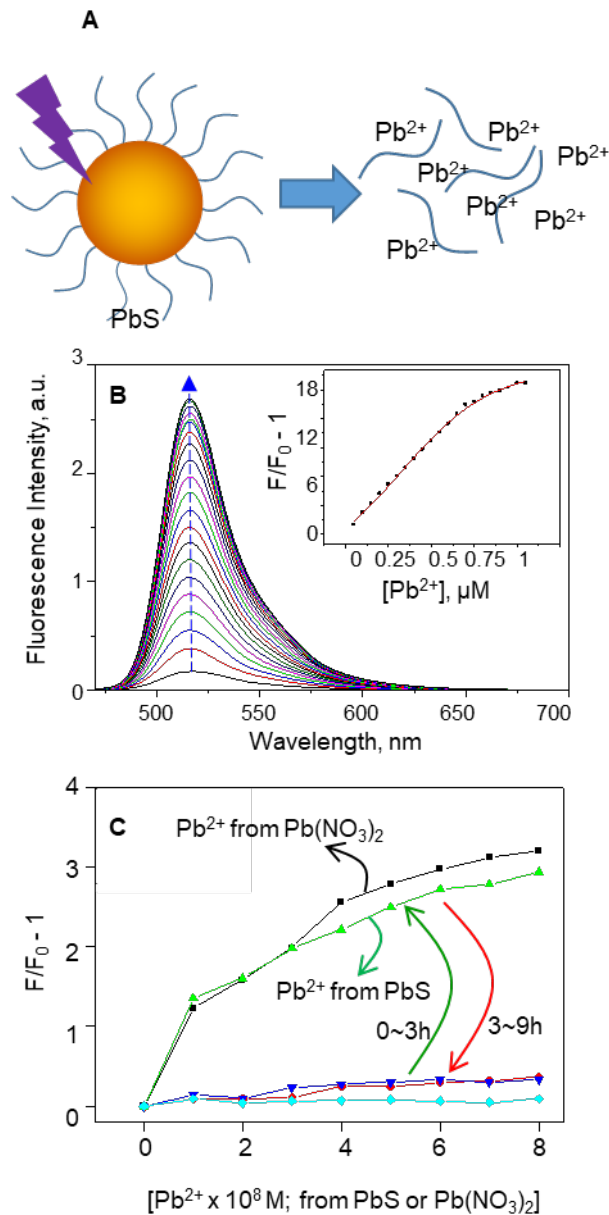 A
Pb²⁺
Pb²⁺
Pb²⁺
Pb²⁺
Pb²⁺
Pb²⁺
Pb²⁺
PbS
B
Fluorescence Intensity, a.u.
3
2
1
0
500
550
600
650
700
Wavelength, nm
F/F₀ - 1
18
12
6
0
0
0.25
0.5
0.75
1
[Pb²⁺], µM
C
F/F₀ - 1
4
3
2
1
0
Pb²⁺ from Pb(NO₃)₂
Pb²⁺ from PbS
0~3h
3~9h
0
2
4
6
8
[Pb²⁺ x 10⁸ M; from PbS or Pb(NO₃)₂]